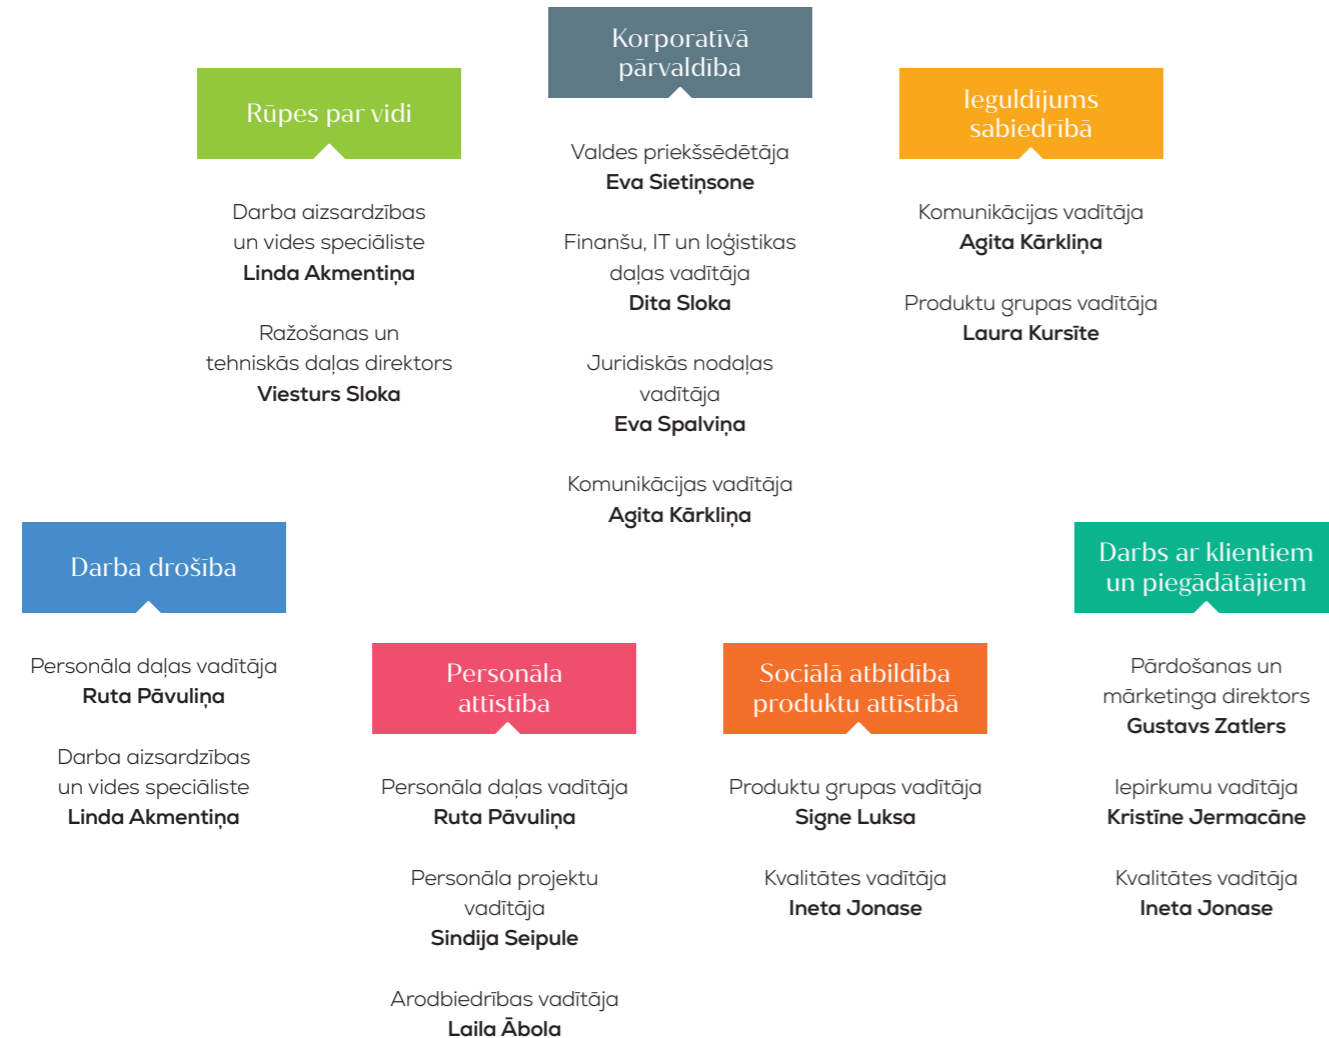 Korporatīvā
pārvaldība
Valdes priekšsēdētāja
Eva Sietiņsone
Finanšu, IT un loģistikas
daļas vadītāja
Dita Sloka
Juridiskās nodaļas
vadītāja
Eva Spalviņa
Komunikācijas vadītāja
Agita Kārkliņa
Rūpes par vidi
Darba aizsardzības
un vides speciāliste
Linda Akmentiņa
Ražošanas un
tehniskās daļas direktors
Viesturs Sloka
Ieguldījums
sabiedrībā
Komunikācijas vadītāja
Agita Kārkliņa
Produktu grupas vadītāja
Laura Kursīte
Darba drošība
Personāla daļas vadītāja
Ruta Pāvuliņa
Darba aizsardzības
un vides speciāliste
Linda Akmentiņa
Personāla
attīstība
Personāla daļas vadītāja
Ruta Pāvuliņa
Personāla projektu
vadītāja
Sindija Seipule
Arodbiedrības vadītāja
Laila Ābola
Sociālā atbildība
produktu attīstībā
Produktu grupas vadītāja
Signe Luksa
Kvalitātes vadītāja
Ineta Jonase
Darbs ar klientiem
un piegādātājiem
Pārdošanas un
mārketinga direktors
Gustavs Zatlers
Iepirkumu vadītāja
Kristīne Jermacāne
Kvalitātes vadītāja
Ineta Jonase